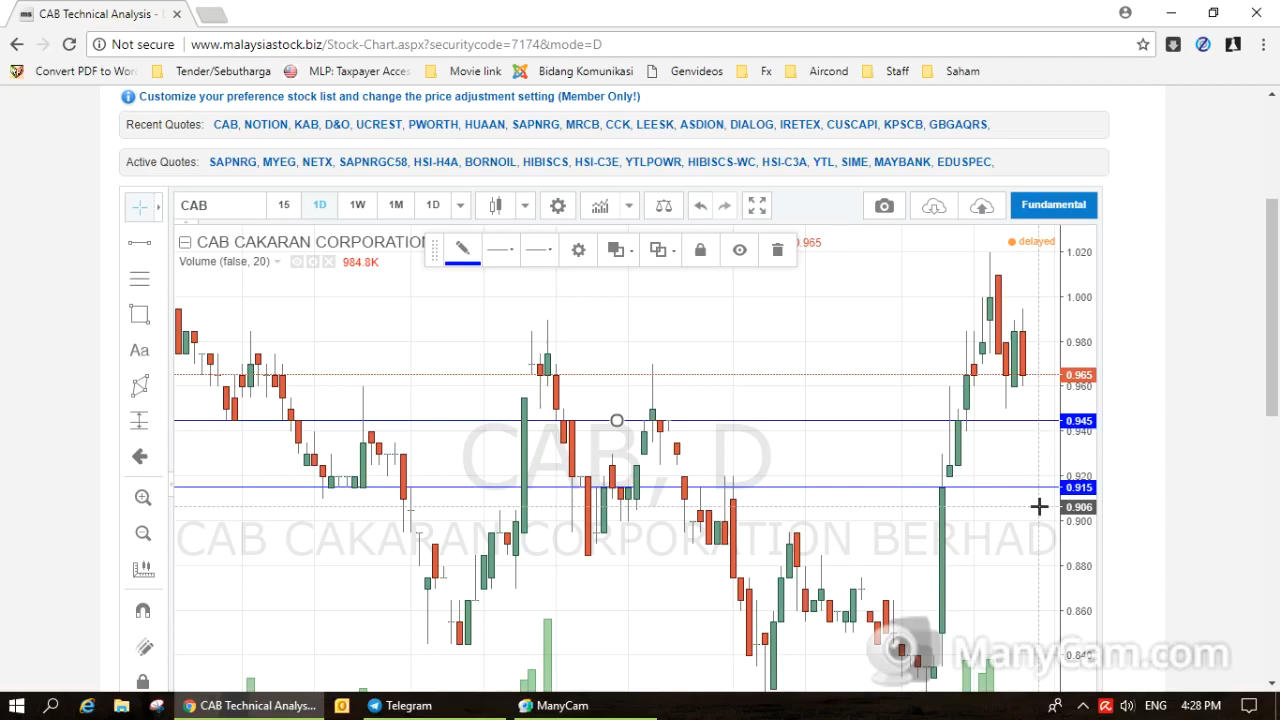 CAB Technical Analysis - L
Not secure www.malaysiastock.biz/Stock-Chart.aspx?securitycode=7174&mode=D
Convert PDF to Word Tender/Sebutharga MLP: Taxpayer Acces Movie link Bidang Komunikasi Genvideos Fx Aircond Staff Saham
Customize your preference stock list and change the price adjustment setting (Member Only!)
Recent Quotes: CAB, NOTION, KAB, D&O, UCREST, PWORTH, HUAAN, SAPNRG, MRCB, CCK, LEESK, ASDION, DIALOG, IRETEX, CUSCAPI, KPSCB, GBGAQRS,
Active Quotes: SAPNRG, MYEG, NETX, SAPNRGC58, HSI-H4A, BORNOIL, HIBISCS, HSI-C3E, YTLPOWR, HIBISCS-WC, HSI-C3A, YTL, SIME, MAYBANK, EDUSPEC,
CAB 15 1D 1W 1M 1D Fundamental
CAB CAKARAN CORPORATION 0.965 delayed
Volume (false, 20) 984.8K
1.020
1.000
0.980
0.965
0.960
0.945
0.940
0.920
0.915
0.906
0.900
0.880
0.860
0.840
Aa
CAB, D
CAB CAKARAN CORPORATION BERHAD
ManyCam.com
CAB Technical Analys... Telegram ManyCam ENG 4:28 PM